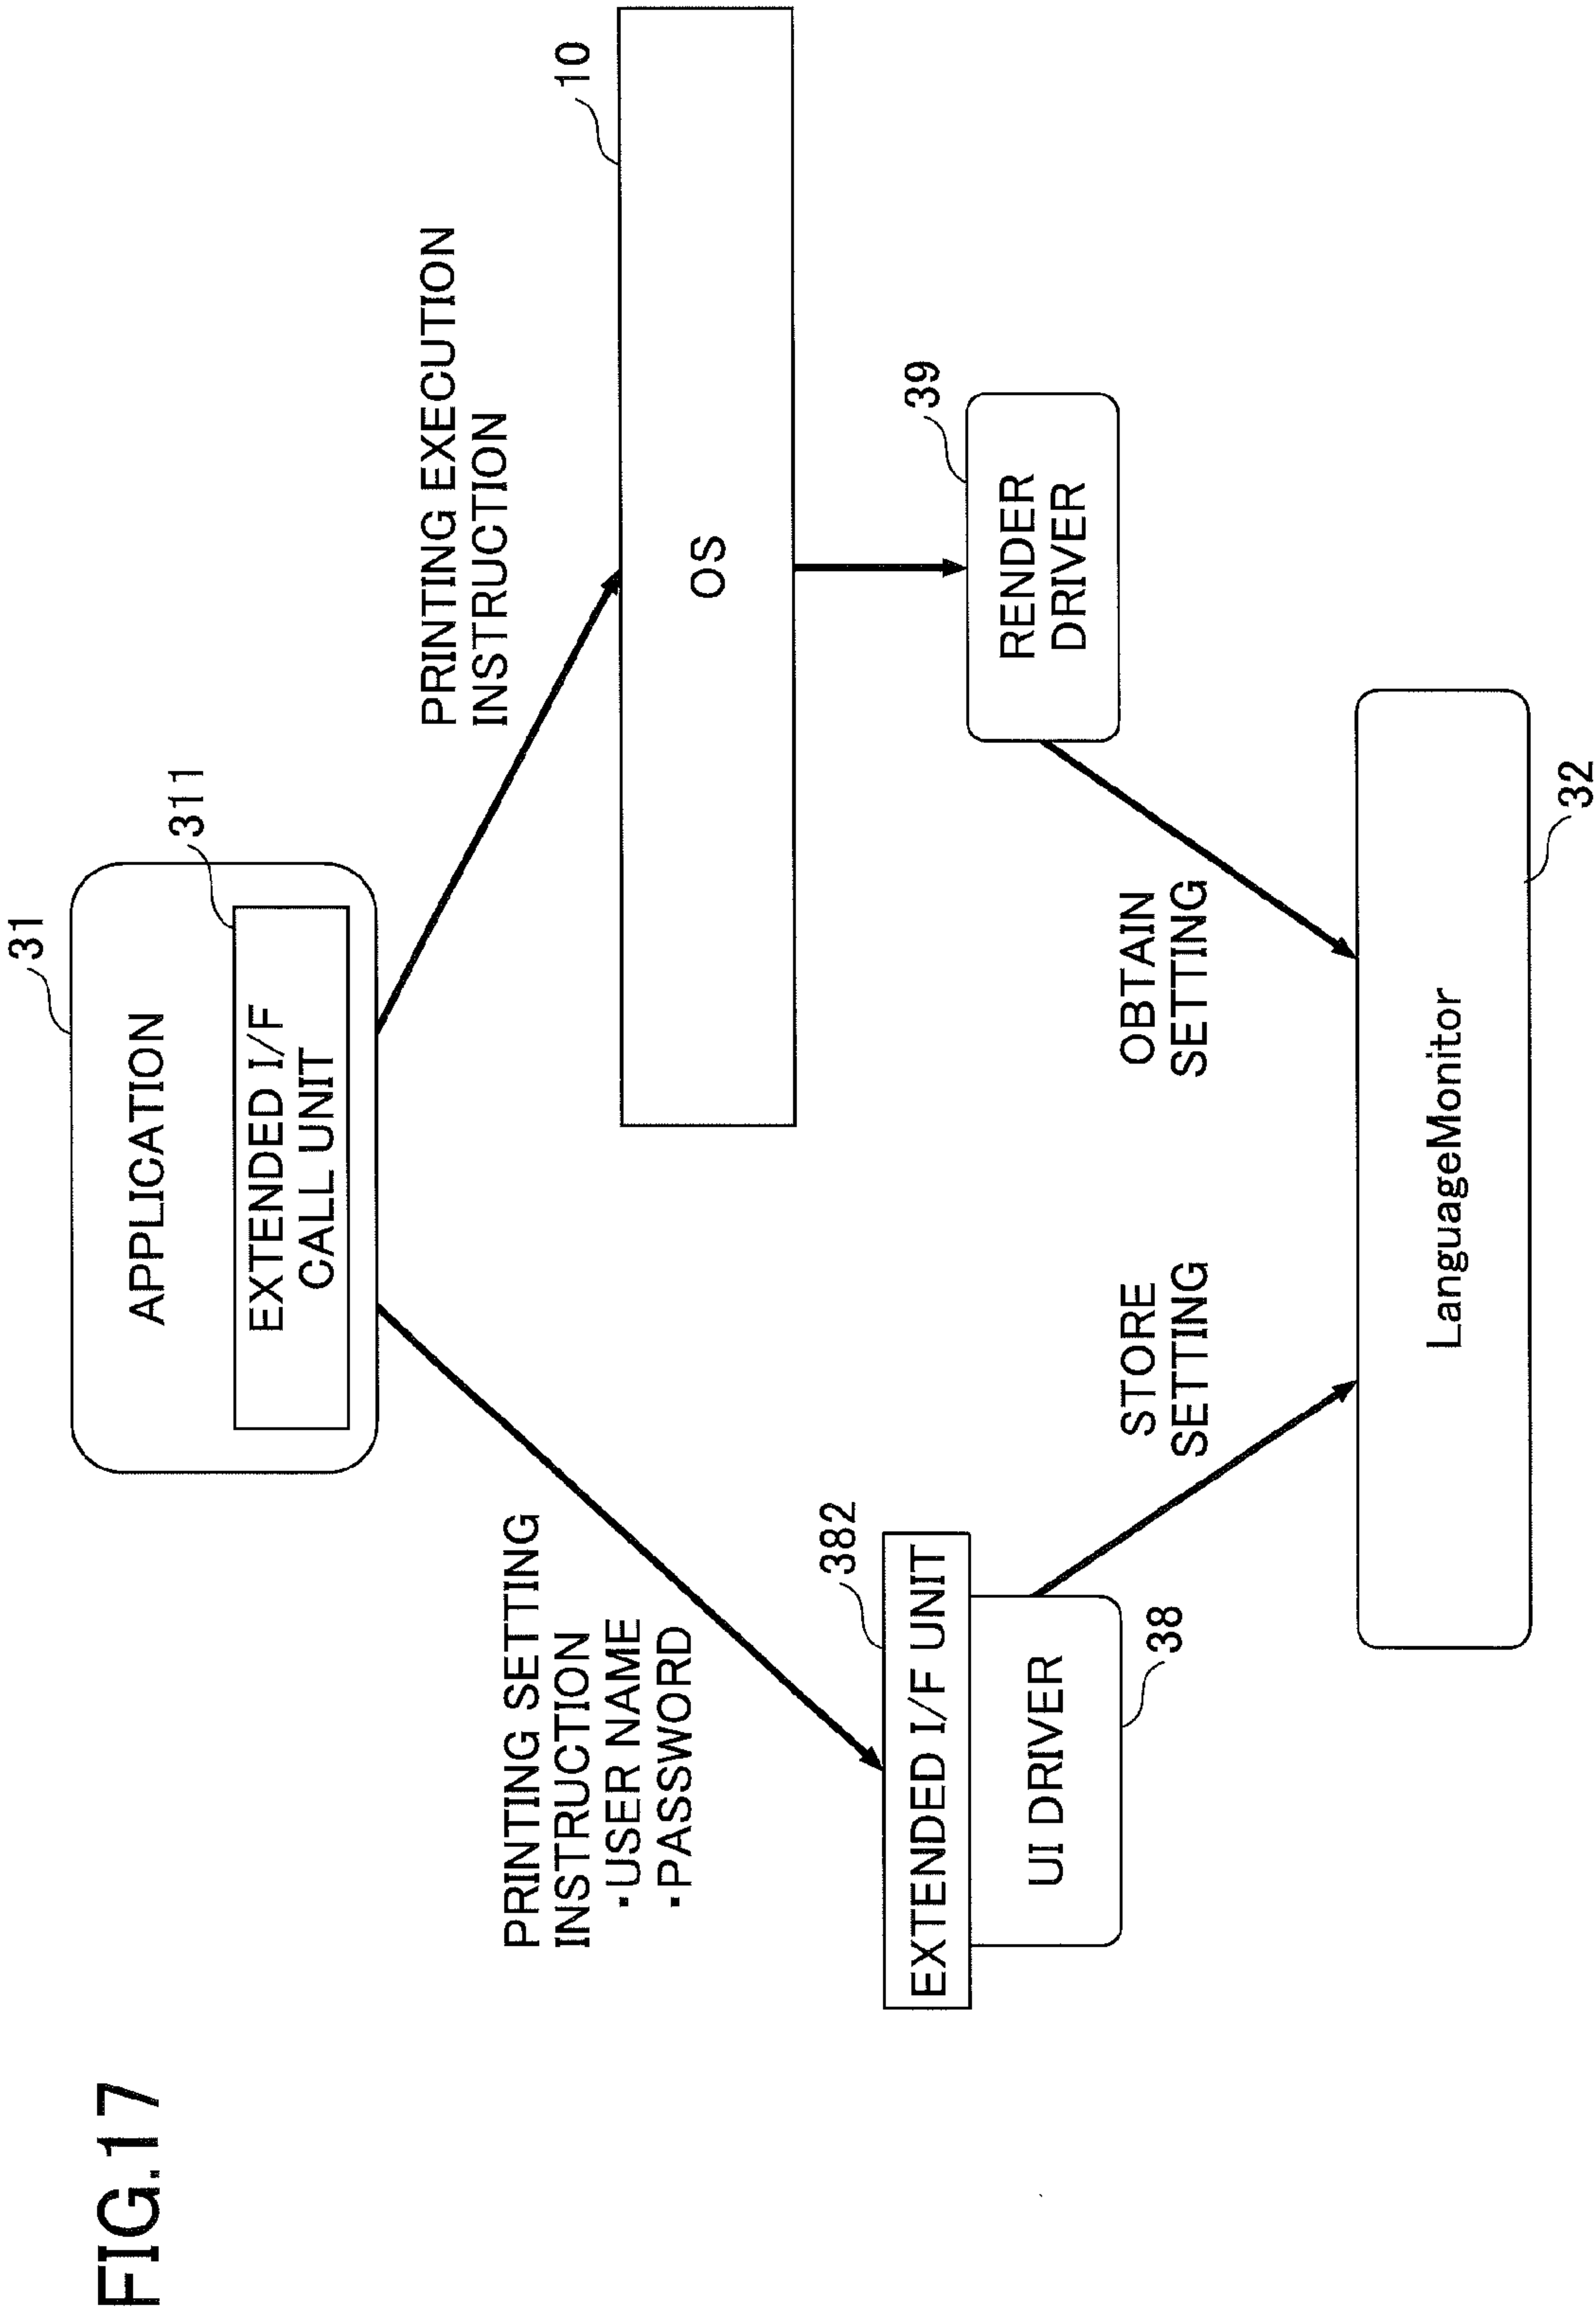 FIG.17
31
APPLICATION
311
EXTENDED I/F
CALL UNIT
PRINTING SETTING
INSTRUCTION
・USER NAME
・PASSWORD
PRINTING EXECUTION
INSTRUCTION
10
OS
382
EXTENDED I/F UNIT
UI DRIVER
38
39
RENDER
DRIVER
STORE
SETTING
OBTAIN
SETTING
LanguageMonitor
32